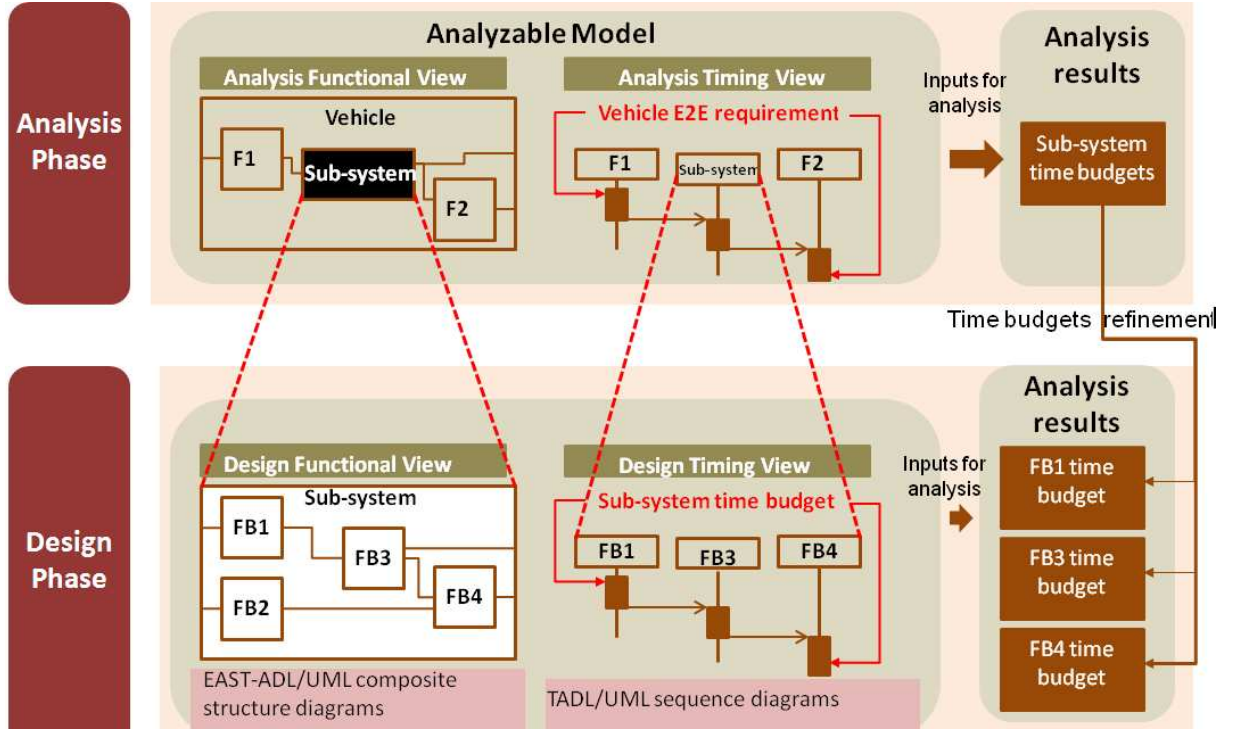 Analysis
Phase
Analyzable Model
Analysis Functional View
Vehicle
F1
Sub-system
F2
Analysis Timing View
Vehicle E2E requirement
F1
Sub-system
F2
Inputs for
analysis
Analysis
results
Sub-system
time budgets
Time budgets refinement
Design
Phase
Design Functional View
Sub-system
FB1
FB2
FB3
FB4
EAST-ADL/UML composite
structure diagrams
Design Timing View
Sub-system time budget
FB1
FB3
FB4
TADL/UML sequence diagrams
Inputs for
analysis
Analysis
results
FB1 time
budget
FB3 time
budget
FB4 time
budget